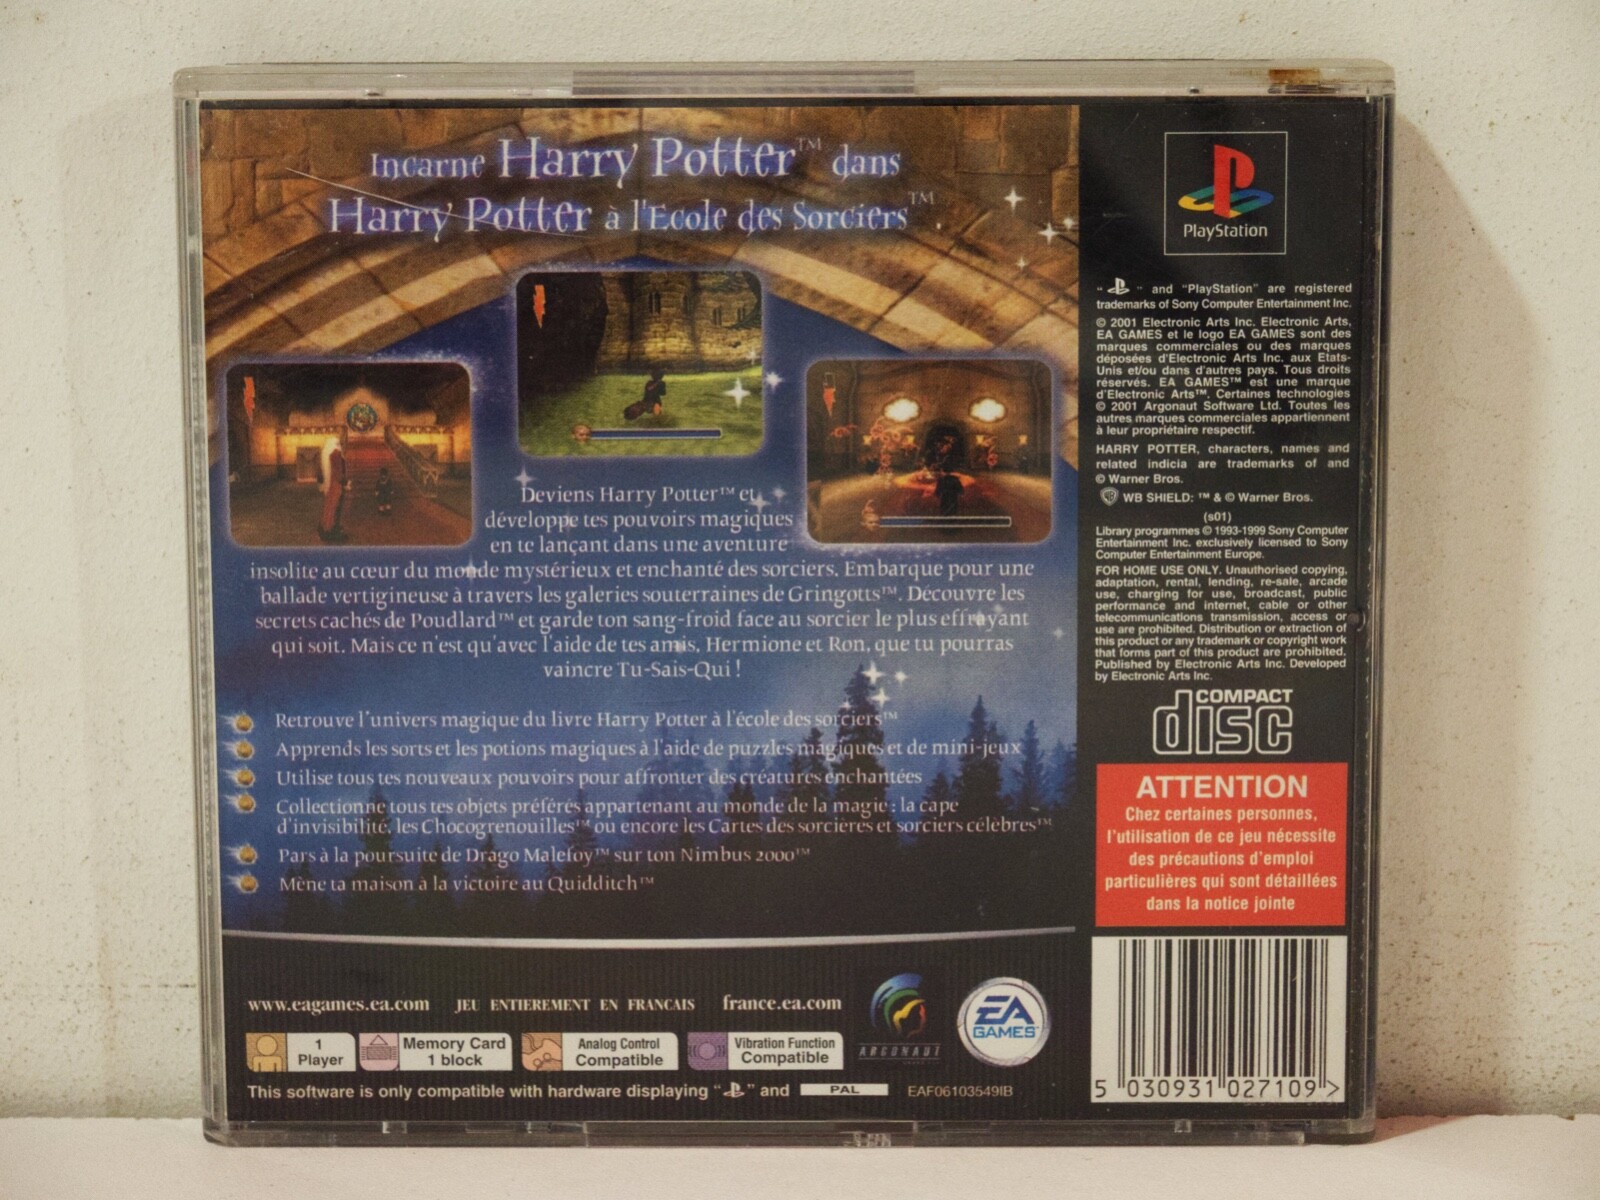 Incarne Harry Potter™ dans
Harry Potter à l'Ecole des Sorciers™
Deviens Harry Potter™ et
développe tes pouvoirs magiques
en te lançant dans une aventure
insolite au cœur du monde mystérieux et enchanté des sorciers. Embarque pour une
ballade vertigineuse à travers les galeries souterraines de Gringotts™. Découvre les
secrets cachés de Poudlard™ et garde ton sang-froid face au sorcier le plus effrayant
qui soit. Mais ce n'est qu'avec l'aide de tes amis, Hermione et Ron, que tu pourras
vaincre Tu-Sais-Qui !
Retrouve l'univers magique du livre Harry Potter à l'école des sorciers™
Apprends les sorts et les potions magiques à l'aide de puzzles magiques et de mini-jeux
Utilise tous tes nouveaux pouvoirs pour affronter des créatures enchantées
Collectionne tous tes objets préférés appartenant au monde de la magie : la cape
d'invisibilité, les Chocogrenouilles™ ou encore les Cartes des sorcières et sorciers célèbres™
Pars à la poursuite de Drago Malefoy™ sur ton Nimbus 2000™
Mène ta maison à la victoire au Quidditch™
www.eagames.ea.com JEU ENTIEREMENT EN FRANCAIS france.ea.com
1
Player
Memory Card
1 block
Analog Control
Compatible
Vibration Function
Compatible
ARGONAUT
EA
GAMES™
This software is only compatible with hardware displaying " " and PAL EAF06103549IB
PlayStation
" " and "PlayStation" are registered
trademarks of Sony Computer Entertainment Inc.
© 2001 Electronic Arts Inc. Electronic Arts,
EA GAMES et le logo EA GAMES sont des
marques commerciales ou des marques
déposées d'Electronic Arts Inc. aux Etats-
Unis et/ou dans d'autres pays. Tous droits
réservés. EA GAMES™ est une marque
d'Electronic Arts™. Certaines technologies
© 2001 Argonaut Software Ltd. Toutes les
autres marques commerciales appartiennent
à leur propriétaire respectif.
HARRY POTTER, characters, names and
related indicia are trademarks of and
© Warner Bros.
WB SHIELD: ™ & © Warner Bros.
(s01)
Library programmes © 1993-1999 Sony Computer
Entertainment Inc. exclusively licensed to Sony
Computer Entertainment Europe.
FOR HOME USE ONLY. Unauthorised copying,
adaptation, rental, lending, re-sale, arcade
use, charging for use, broadcast, public
performance and internet, cable or other
telecommunications transmission, access or
use are prohibited. Distribution or extraction of
this product or any trademark or copyright work
that forms part of this product are prohibited.
Published by Electronic Arts Inc. Developed
by Electronic Arts Inc.
COMPACT
disc
ATTENTION
Chez certaines personnes,
l'utilisation de ce jeu nécessite
des précautions d'emploi
particulières qui sont détaillées
dans la notice jointe
5 030931 027109 >